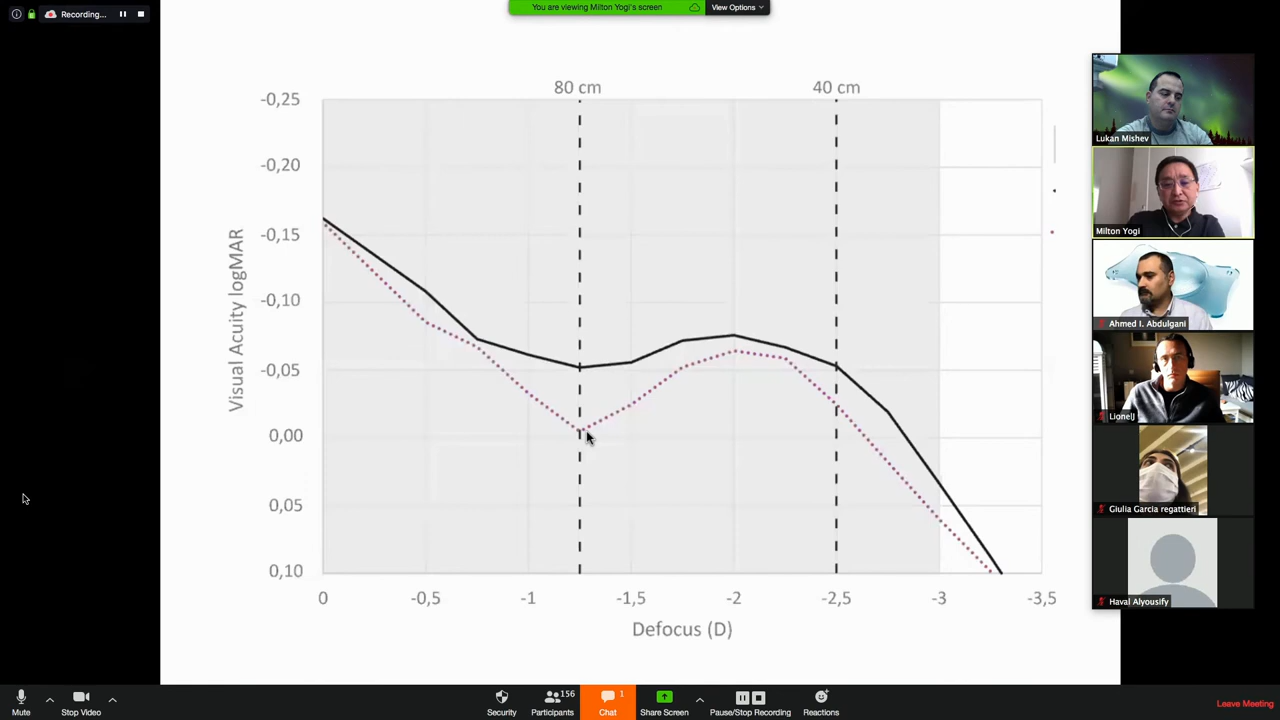 Recording...
You are viewing Milton Yogi's screen
View Options
80 cm
40 cm
-0,25
-0,20
-0,15
-0,10
-0,05
0,00
0,05
0,10
Visual Acuity logMAR
0
-0,5
-1
-1,5
-2
-2,5
-3
-3,5
Defocus (D)
Lukan Mishev
Milton Yogi
Ahmed I. Abdulgani
LionelJ
Giulia Garcia regattieri
Haval Alyousify
Mute
Stop Video
Security
Participants
156
Chat
1
Share Screen
Pause/Stop Recording
Reactions
Leave Meeting